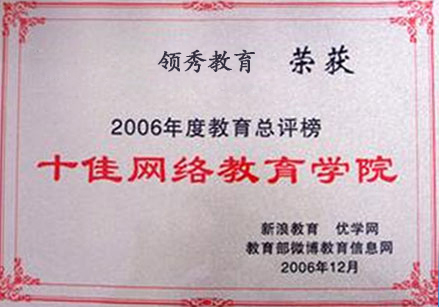 领秀教育 荣获
2006年度教育总评榜
十佳网络教育学院
新浪教育 优学网
教育部微博教育信息网
2006年12月